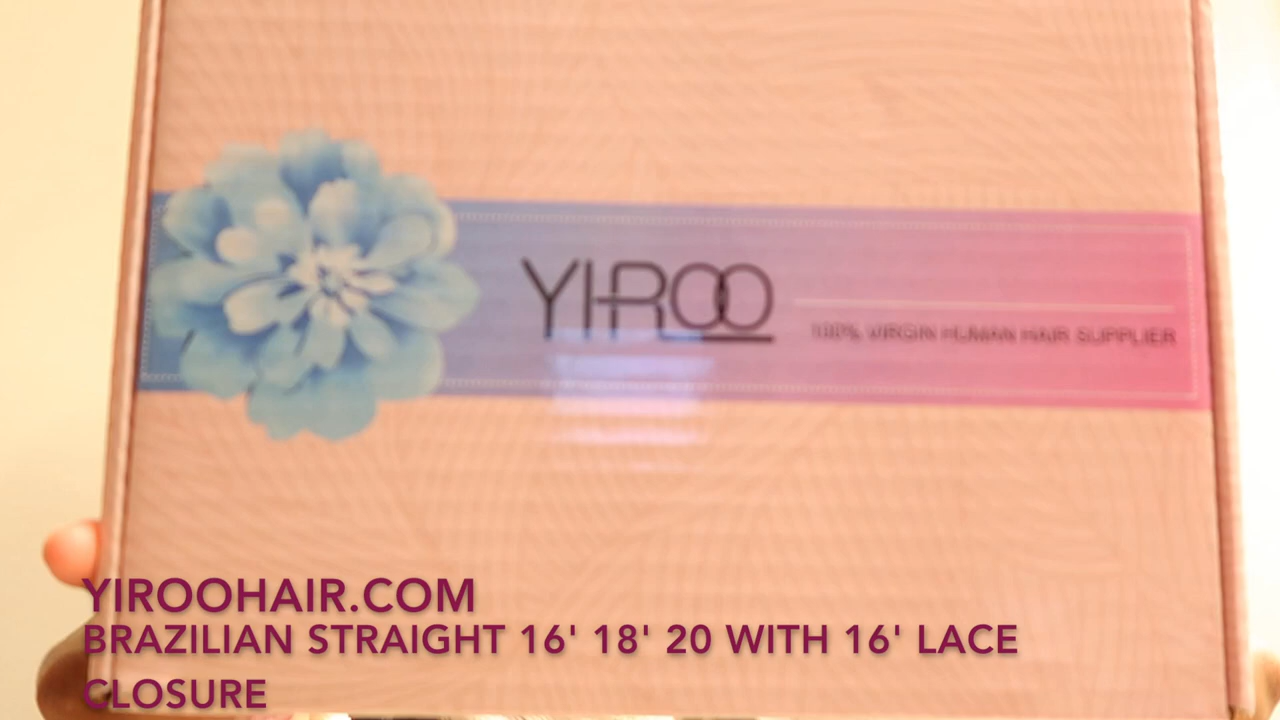 YIROO
100% VIRGIN HUMAN HAIR SUPPLIER
YIROOHAIR.COM
BRAZILIAN STRAIGHT 16' 18' 20 WITH 16' LACE
CLOSURE